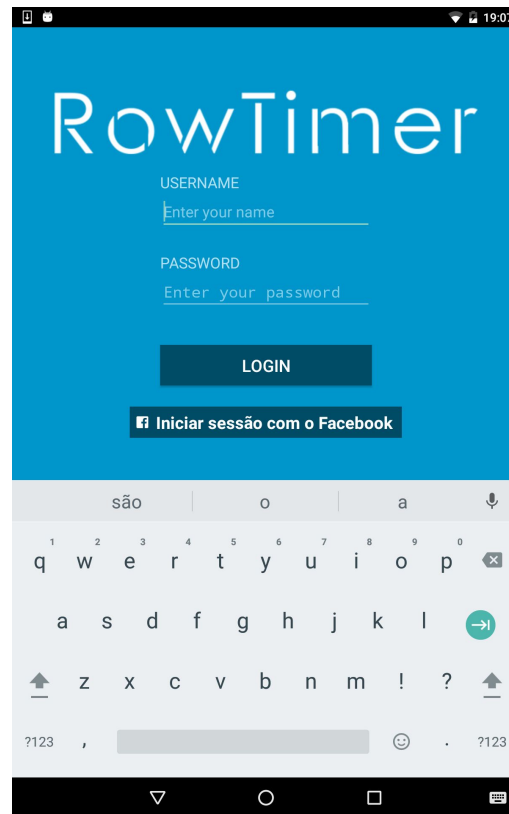 19:07
RowTimer
USERNAME
Enter your name
PASSWORD
Enter your password
LOGIN
Iniciar sessão com o Facebook
são o a
1 2 3 4 5 6 7 8 9 0
q w e r t y u i o p
a s d f g h j k l
z x c v b n m ! ?
?123 , . ?123